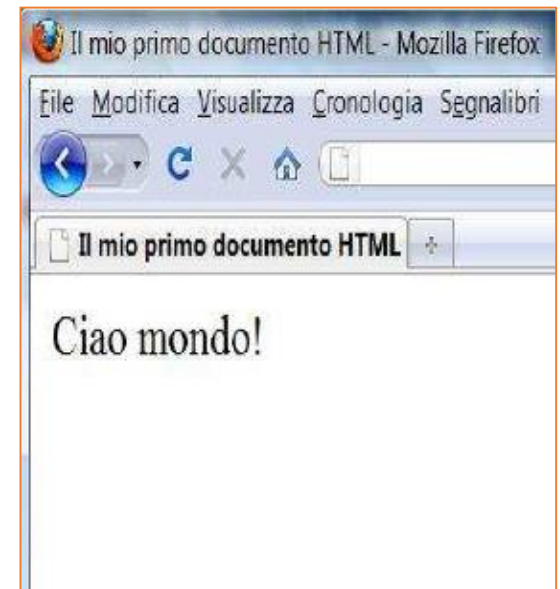 Il mio primo documento HTML - Mozilla Firefox
File Modifica Visualizza Cronologia Segnalibri
Il mio primo documento HTML
Ciao mondo!